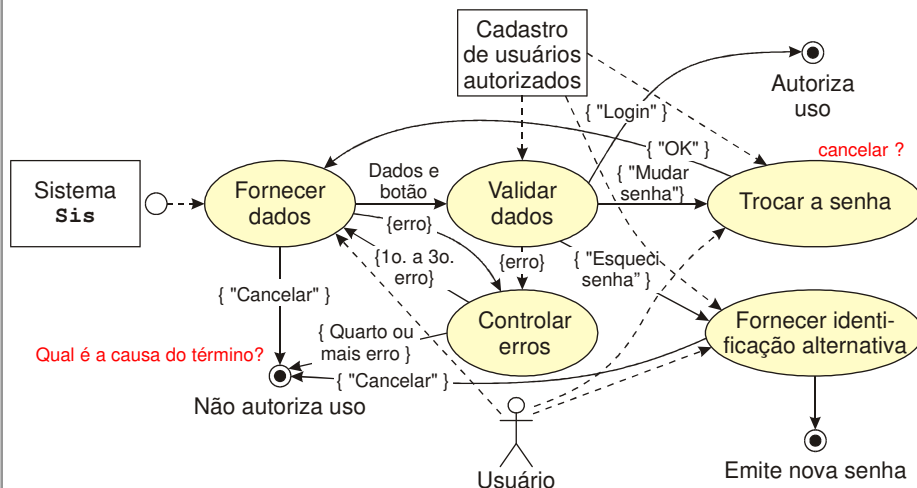 Cadastro
de usuários
autorizados
Autoriza
uso
{ "Login" }
{ "OK" }
cancelar ?
Sistema
Sis
Fornecer
dados
Dados e
botão
Validar
dados
{ "Mudar
senha"}
Trocar a senha
{erro}
{1o. a 3o.
erro}
{erro}
{ "Esqueci
senha" }
{ "Cancelar" }
Controlar
erros
Fornecer identi-
ficação alternativa
{ Quarto ou
mais erro }
Qual é a causa do término?
{ "Cancelar" }
Não autoriza uso
Usuário
Emite nova senha